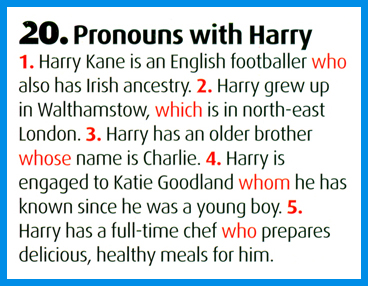 20. Pronouns with Harry
1. Harry Kane is an English footballer who
also has Irish ancestry. 2. Harry grew up
in Walthamstow, which is in north-east
London. 3. Harry has an older brother
whose name is Charlie. 4. Harry is
engaged to Katie Goodland whom he has
known since he was a young boy. 5.
Harry has a full-time chef who prepares
delicious, healthy meals for him.